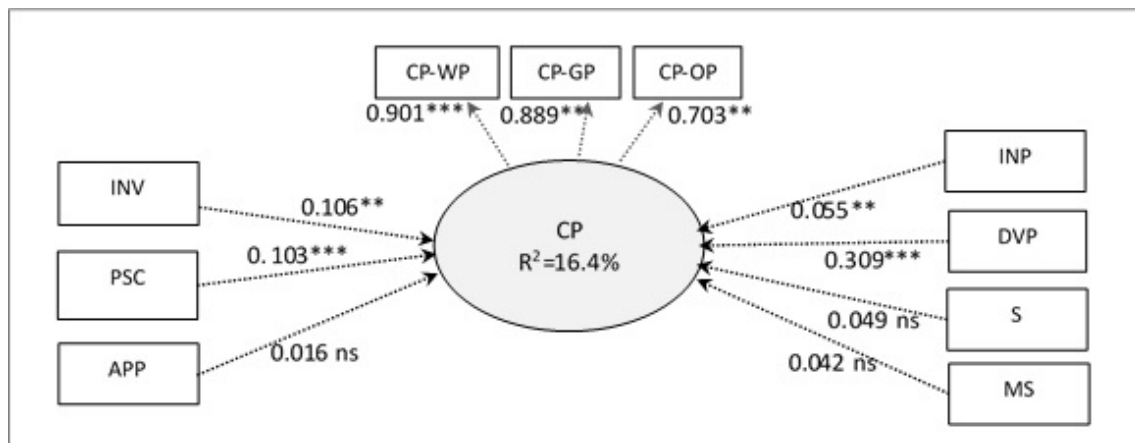 CP-WP
CP-GP
CP-OP
0.901***
0.889**
0.703**
INV
0.106**
PSC
0.103***
APP
0.016 ns
CP
R²=16.4%
INP
0.055**
DVP
0.309***
S
0.049 ns
MS
0.042 ns